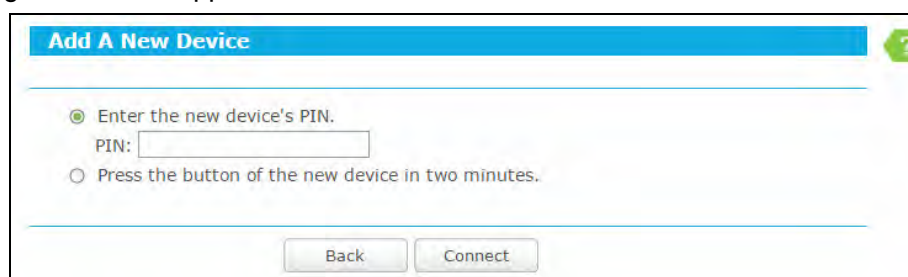 Add A New Device
?
Enter the new device's PIN.
PIN:
Press the button of the new device in two minutes.
Back Connect